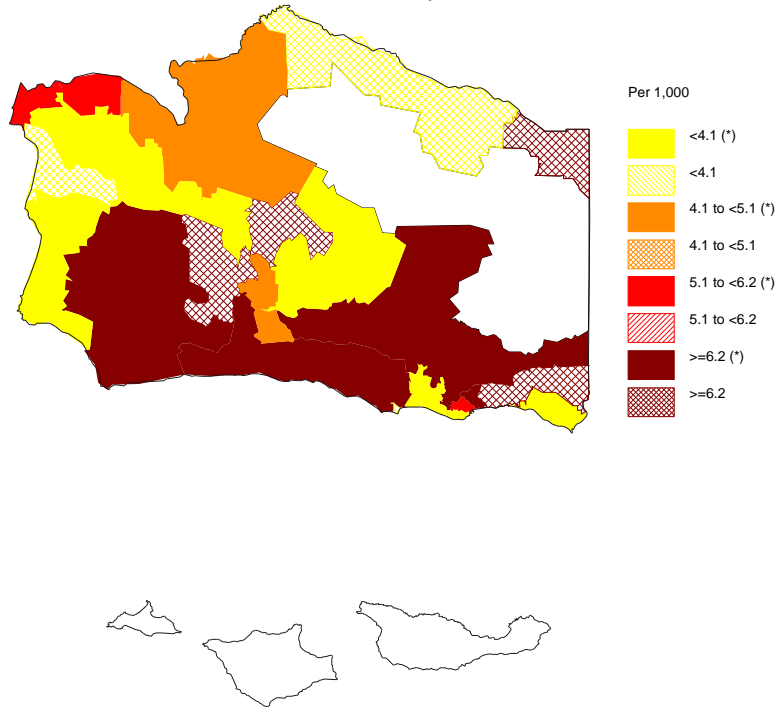 Per 1,000
<4.1 (*)
<4.1
4.1 to <5.1 (*)
4.1 to <5.1
5.1 to <6.2 (*)
5.1 to <6.2
>=6.2 (*)
>=6.2